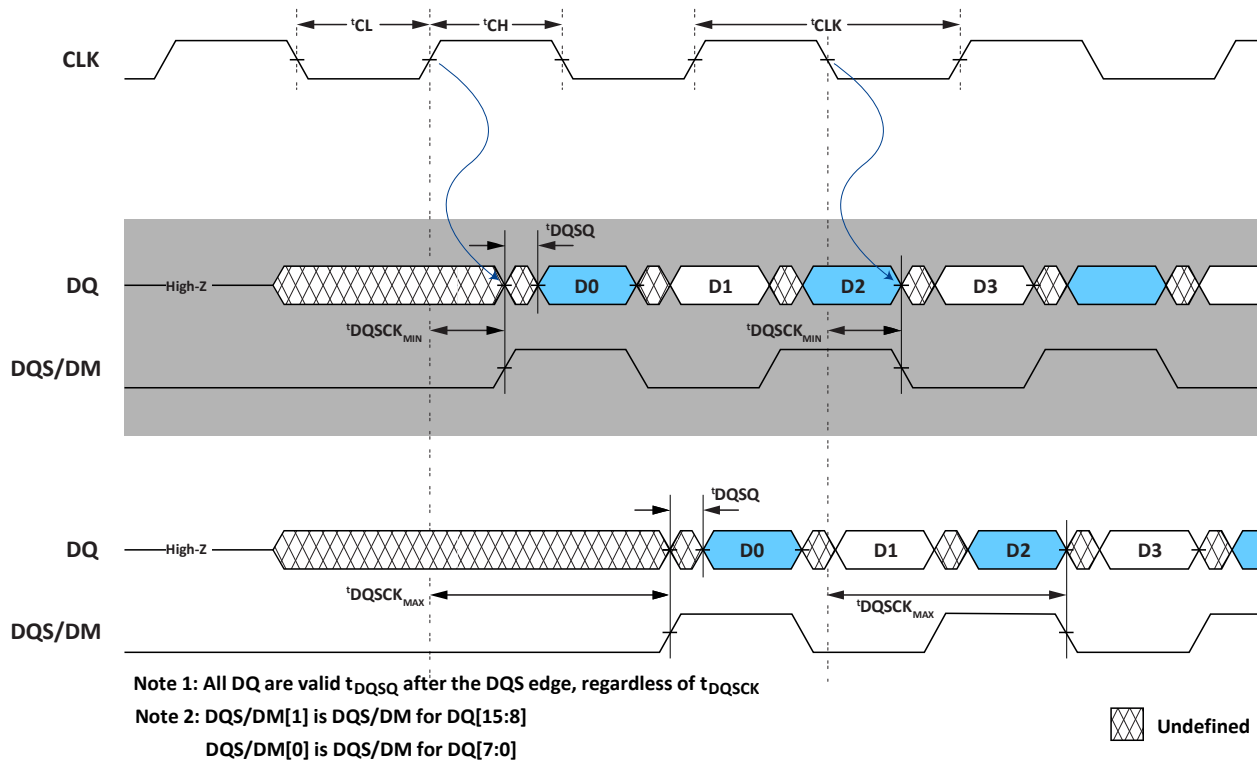 tCL
tCH
tCLK
CLK
tDQSQ
DQ
High-Z
D0
D1
D2
D3
tDQSCKMIN
tDQSCKMIN
DQS/DM
tDQSQ
DQ
High-Z
D0
D1
D2
D3
tDQSCKMAX
tDQSCKMAX
DQS/DM
Note 1: All DQ are valid tDQSQ after the DQS edge, regardless of tDQSCK
Note 2: DQS/DM[1] is DQS/DM for DQ[15:8]
DQS/DM[0] is DQS/DM for DQ[7:0]
Undefined